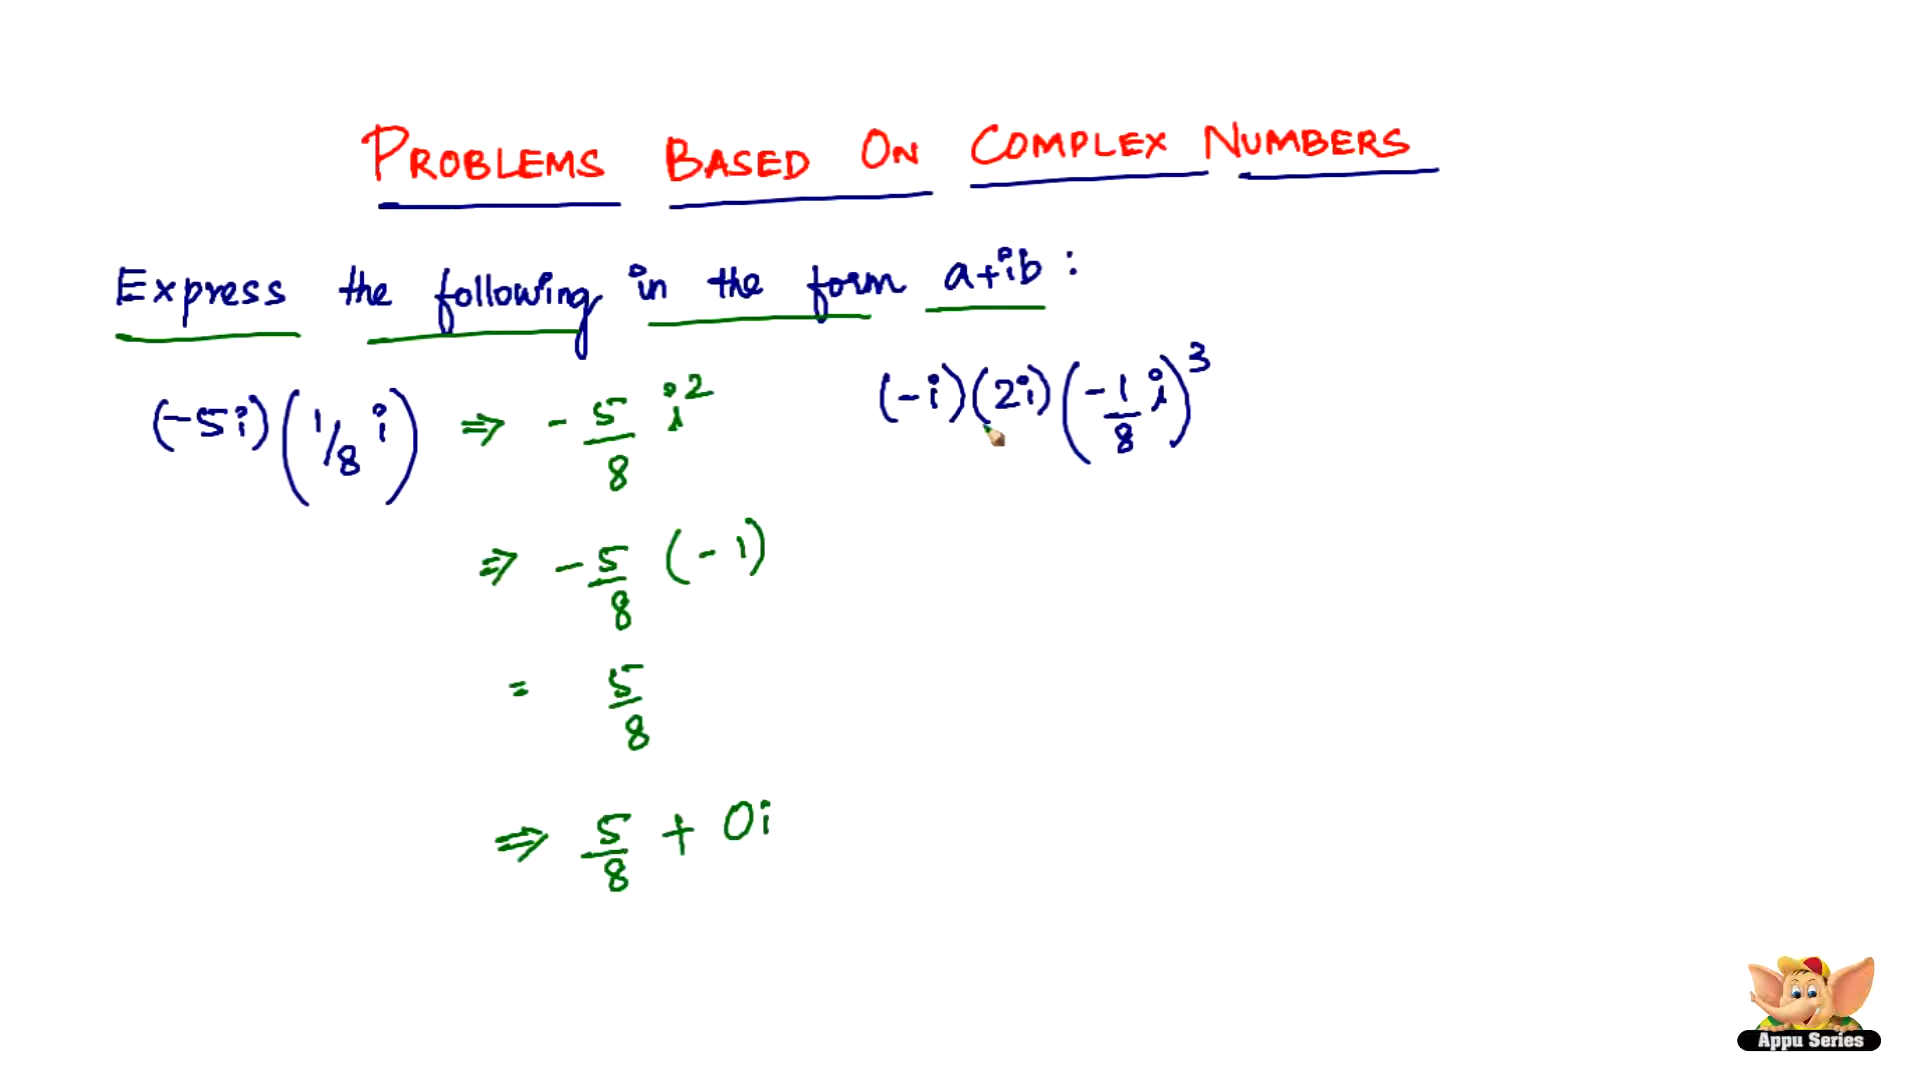 PROBLEMS BASED ON COMPLEX NUMBERS
Express the following in the form a+ib :
(-5i)(1/8 i) ⇒ -5/8 i²
⇒ -5/8 (-1)
= 5/8
⇒ 5/8 + 0i
(-i)(2i)(-1/8 i)³
Appu Series